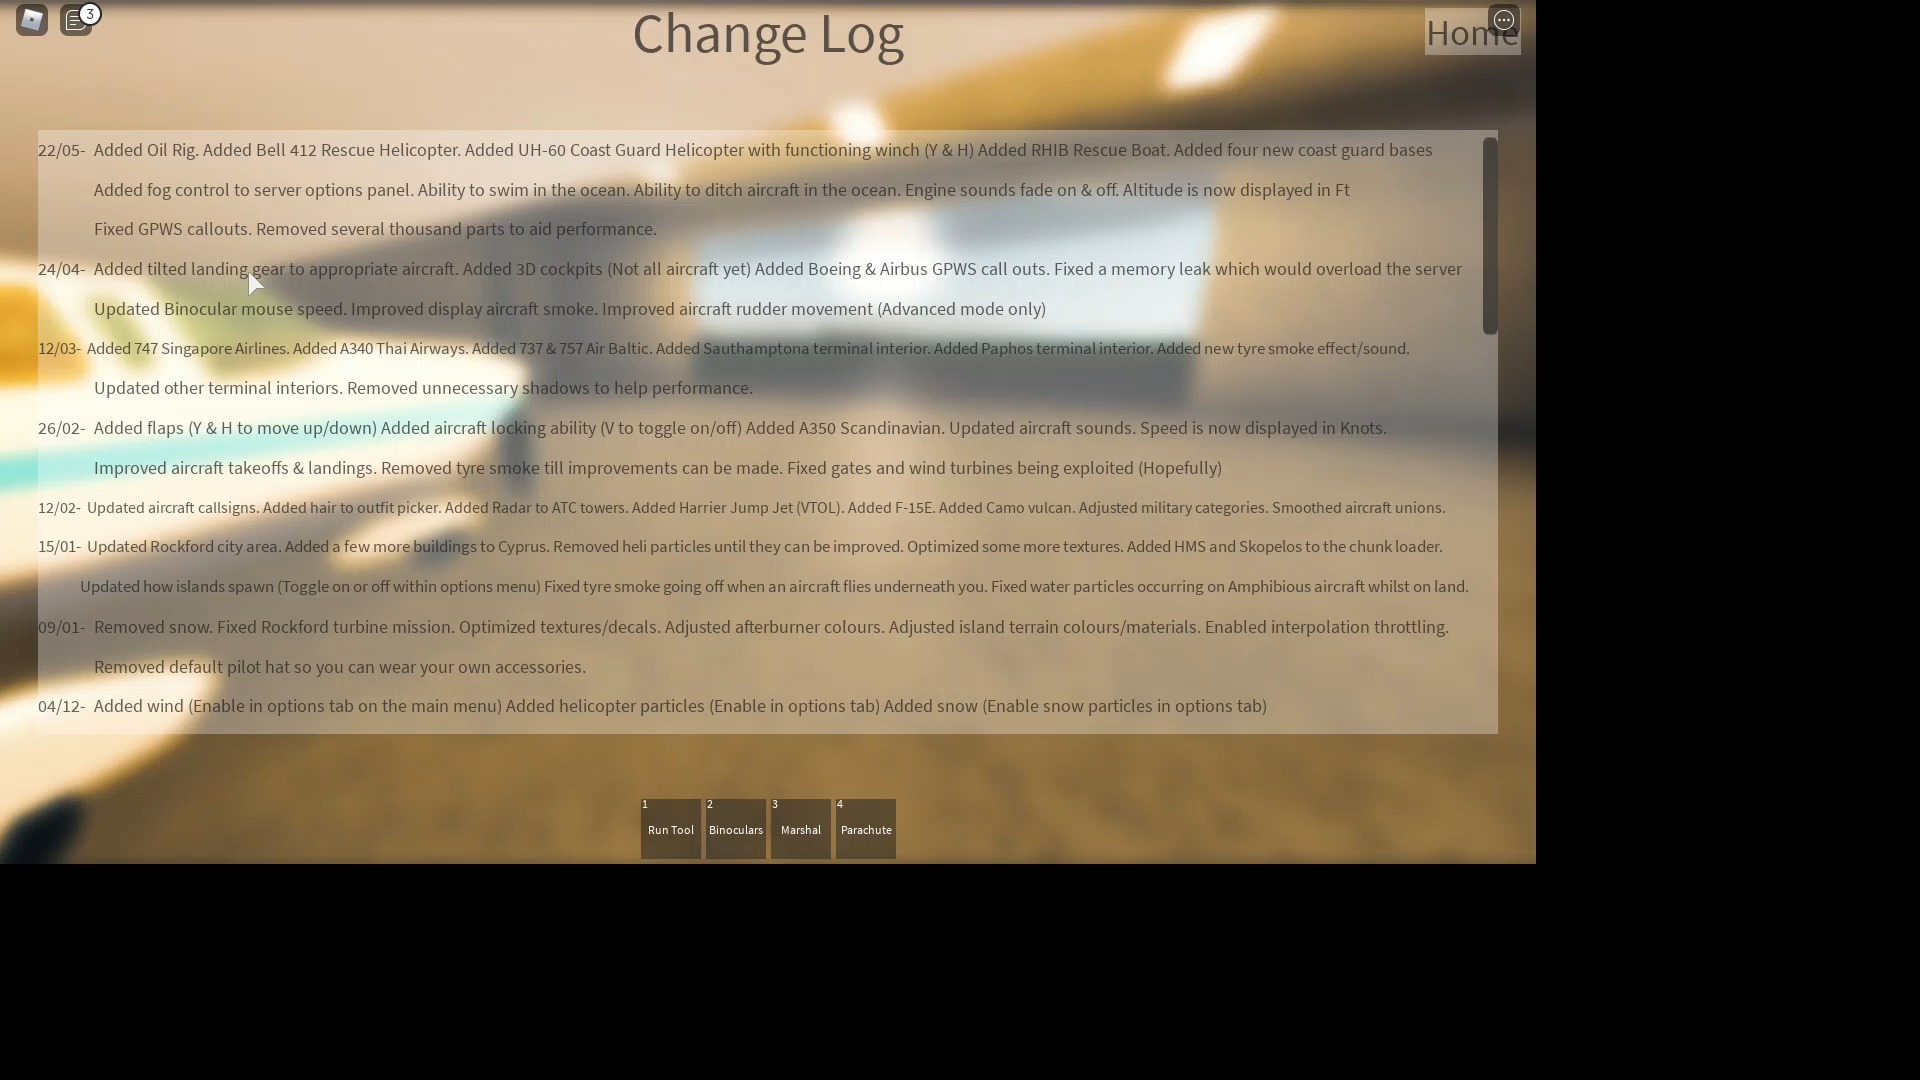 3
Change Log
Home
22/05- Added Oil Rig. Added Bell 412 Rescue Helicopter. Added UH-60 Coast Guard Helicopter with functioning winch (Y & H) Added RHIB Rescue Boat. Added four new coast guard bases
Added fog control to server options panel. Ability to swim in the ocean. Ability to ditch aircraft in the ocean. Engine sounds fade on & off. Altitude is now displayed in Ft
Fixed GPWS callouts. Removed several thousand parts to aid performance.
24/04- Added tilted landing gear to appropriate aircraft. Added 3D cockpits (Not all aircraft yet) Added Boeing & Airbus GPWS call outs. Fixed a memory leak which would overload the server
Updated Binocular mouse speed. Improved display aircraft smoke. Improved aircraft rudder movement (Advanced mode only)
12/03- Added 747 Singapore Airlines. Added A340 Thai Airways. Added 737 & 757 Air Baltic. Added Sauthamptona terminal interior. Added Paphos terminal interior. Added new tyre smoke effect/sound.
Updated other terminal interiors. Removed unnecessary shadows to help performance.
26/02- Added flaps (Y & H to move up/down) Added aircraft locking ability (V to toggle on/off) Added A350 Scandinavian. Updated aircraft sounds. Speed is now displayed in Knots.
Improved aircraft takeoffs & landings. Removed tyre smoke till improvements can be made. Fixed gates and wind turbines being exploited (Hopefully)
12/02- Updated aircraft callsigns. Added hair to outfit picker. Added Radar to ATC towers. Added Harrier Jump Jet (VTOL). Added F-15E. Added Camo vulcan. Adjusted military categories. Smoothed aircraft unions.
15/01- Updated Rockford city area. Added a few more buildings to Cyprus. Removed heli particles until they can be improved. Optimized some more textures. Added HMS and Skopelos to the chunk loader.
Updated how islands spawn (Toggle on or off within options menu) Fixed tyre smoke going off when an aircraft flies underneath you. Fixed water particles occurring on Amphibious aircraft whilst on land.
09/01- Removed snow. Fixed Rockford turbine mission. Optimized textures/decals. Adjusted afterburner colours. Adjusted island terrain colours/materials. Enabled interpolation throttling.
Removed default pilot hat so you can wear your own accessories.
04/12- Added wind (Enable in options tab on the main menu) Added helicopter particles (Enable in options tab) Added snow (Enable snow particles in options tab)
1 2 3 4
Run Tool Binoculars Marshal Parachute